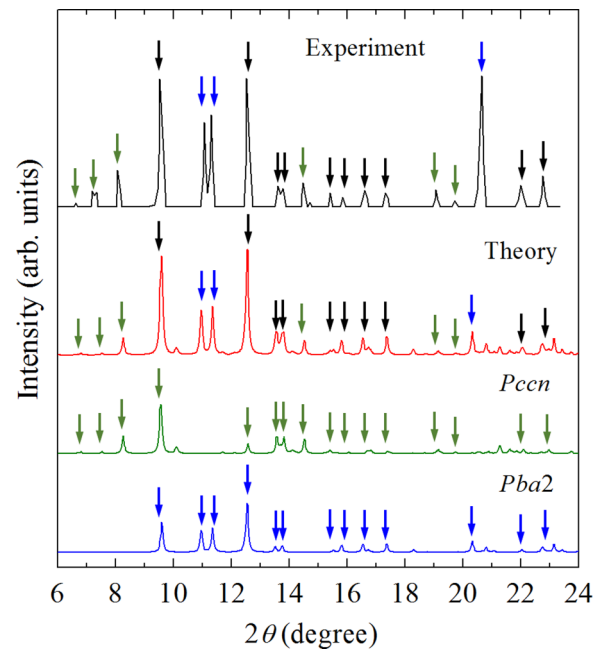 Experiment
Theory
Pccn
Pba2
Intensity (arb. units)
6 8 10 12 14 16 18 20 22 24
2θ (degree)